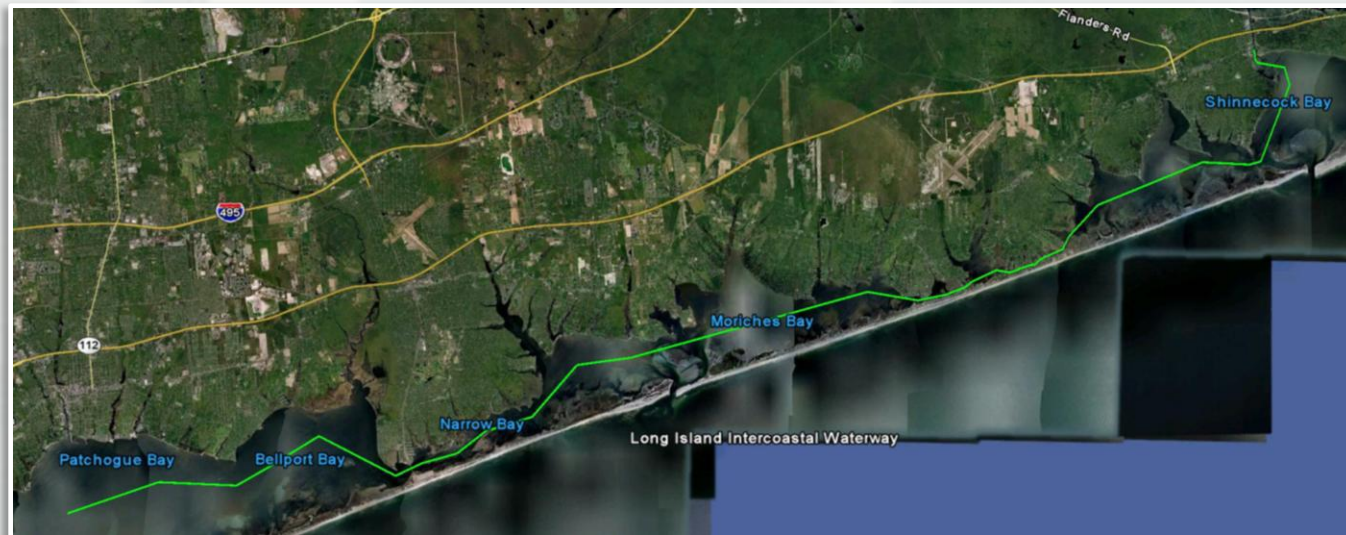 Flanders Rd
Shinnecock Bay
495
Moriches Bay
112
Narrow Bay
Long Island Intercoastal Waterway
Patchogue Bay
Bellport Bay